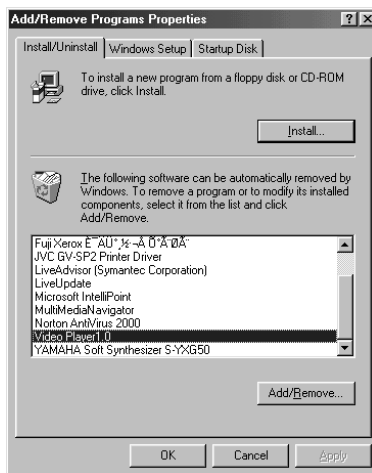 Add/Remove Programs Properties
Install/Uninstall Windows Setup Startup Disk
To install a new program from a floppy disk or CD-ROM
drive, click Install.
Install...
The following software can be automatically removed by
Windows. To remove a program or to modify its installed
components, select it from the list and click
Add/Remove.
Fuji Xerox
JVC GV-SP2 Printer Driver
LiveAdvisor (Symantec Corporation)
LiveUpdate
Microsoft IntelliPoint
MultiMediaNavigator
Norton AntiVirus 2000
Video Player1.0
YAMAHA Soft Synthesizer S-YXG50
Add/Remove...
OK Cancel Apply